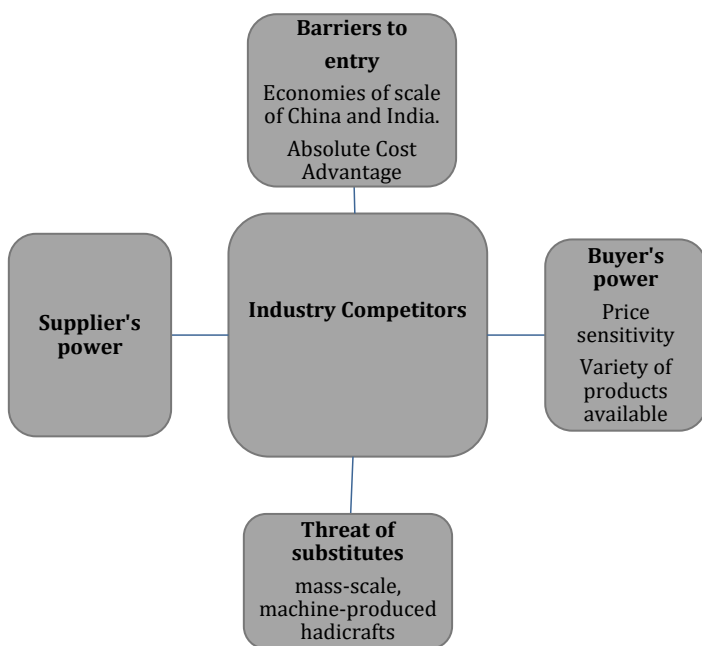 Barriers to
entry
Economies of scale
of China and India.
Absolute Cost
Advantage
Supplier's
power
Industry Competitors
Buyer's
power
Price
sensitivity
Variety of
products
available
Threat of
substitutes
mass-scale,
machine-produced
hadicrafts